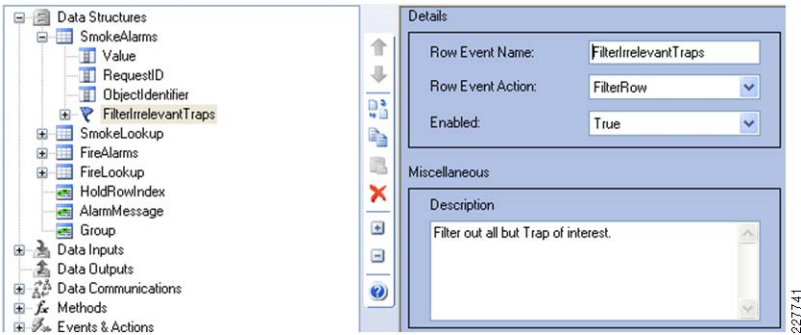 Data Structures
SmokeAlarms
Value
RequestID
ObjectIdentifier
FilterIrrelevantTraps
SmokeLookup
FireAlarms
FireLookup
HoldRowIndex
AlarmMessage
Group
Data Inputs
Data Outputs
Data Communications
Methods
Events & Actions
Details
Row Event Name: FilterIrrelevantTraps
Row Event Action: FilterRow
Enabled: True
Miscellaneous
Description
Filter out all but Trap of interest.
227741